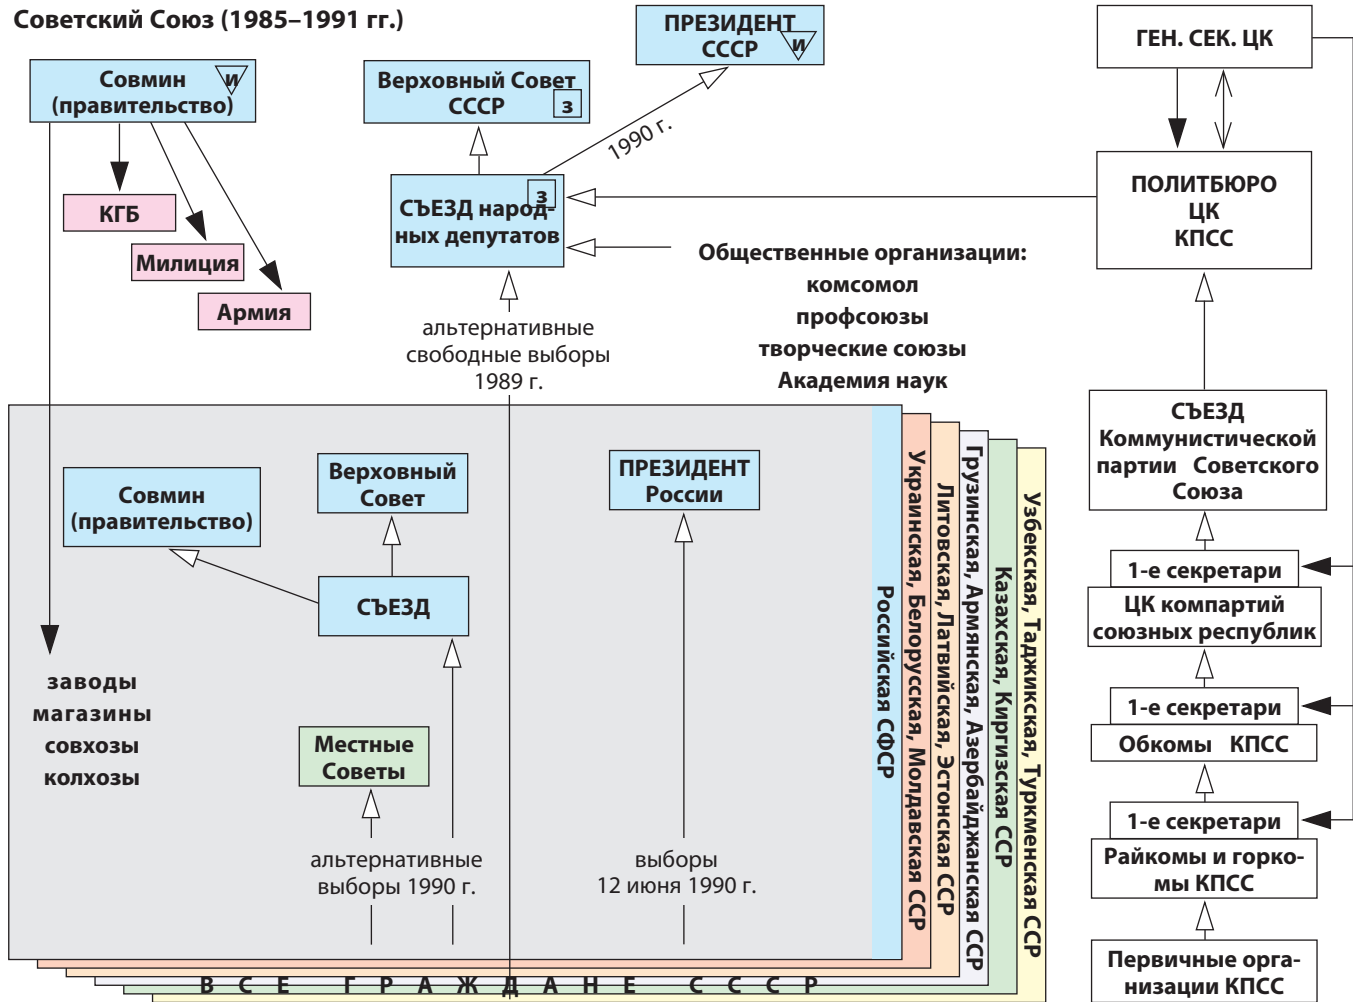 Советский Союз (1985–1991 гг.)
Совмин
(правительство)
и
КГБ
Милиция
Армия
Верховный Совет
СССР
з
ПРЕЗИДЕНТ
СССР
и
1990 г.
СЪЕЗД народ-
ных депутатов
з
альтернативные
свободные выборы
1989 г.
Общественные организации:
комсомол
профсоюзы
творческие союзы
Академия наук
ГЕН. СЕК. ЦК
ПОЛИТБЮРО
ЦК
КПСС
СЪЕЗД
Коммунистической
партии Советского
Союза
1-е секретари
ЦК компартий
союзных республик
1-е секретари
Обкомы КПСС
1-е секретари
Райкомы и горко-
мы КПСС
Первичные орга-
низации КПСС
Совмин
(правительство)
Верховный
Совет
СЪЕЗД
ПРЕЗИДЕНТ
России
заводы
магазины
совхозы
колхозы
Местные
Советы
альтернативные
выборы 1990 г.
выборы
12 июня 1990 г.
Российская СФСР
Украинская, Белорусская, Молдавская ССР
Литовская, Латвийская, Эстонская ССР
Грузинская, Армянская, Азербайджанская ССР
Казахская, Киргизская ССР
Узбекская, Таджикская, Туркменская ССР
ВСЕ ГРАЖДАНЕ СССР